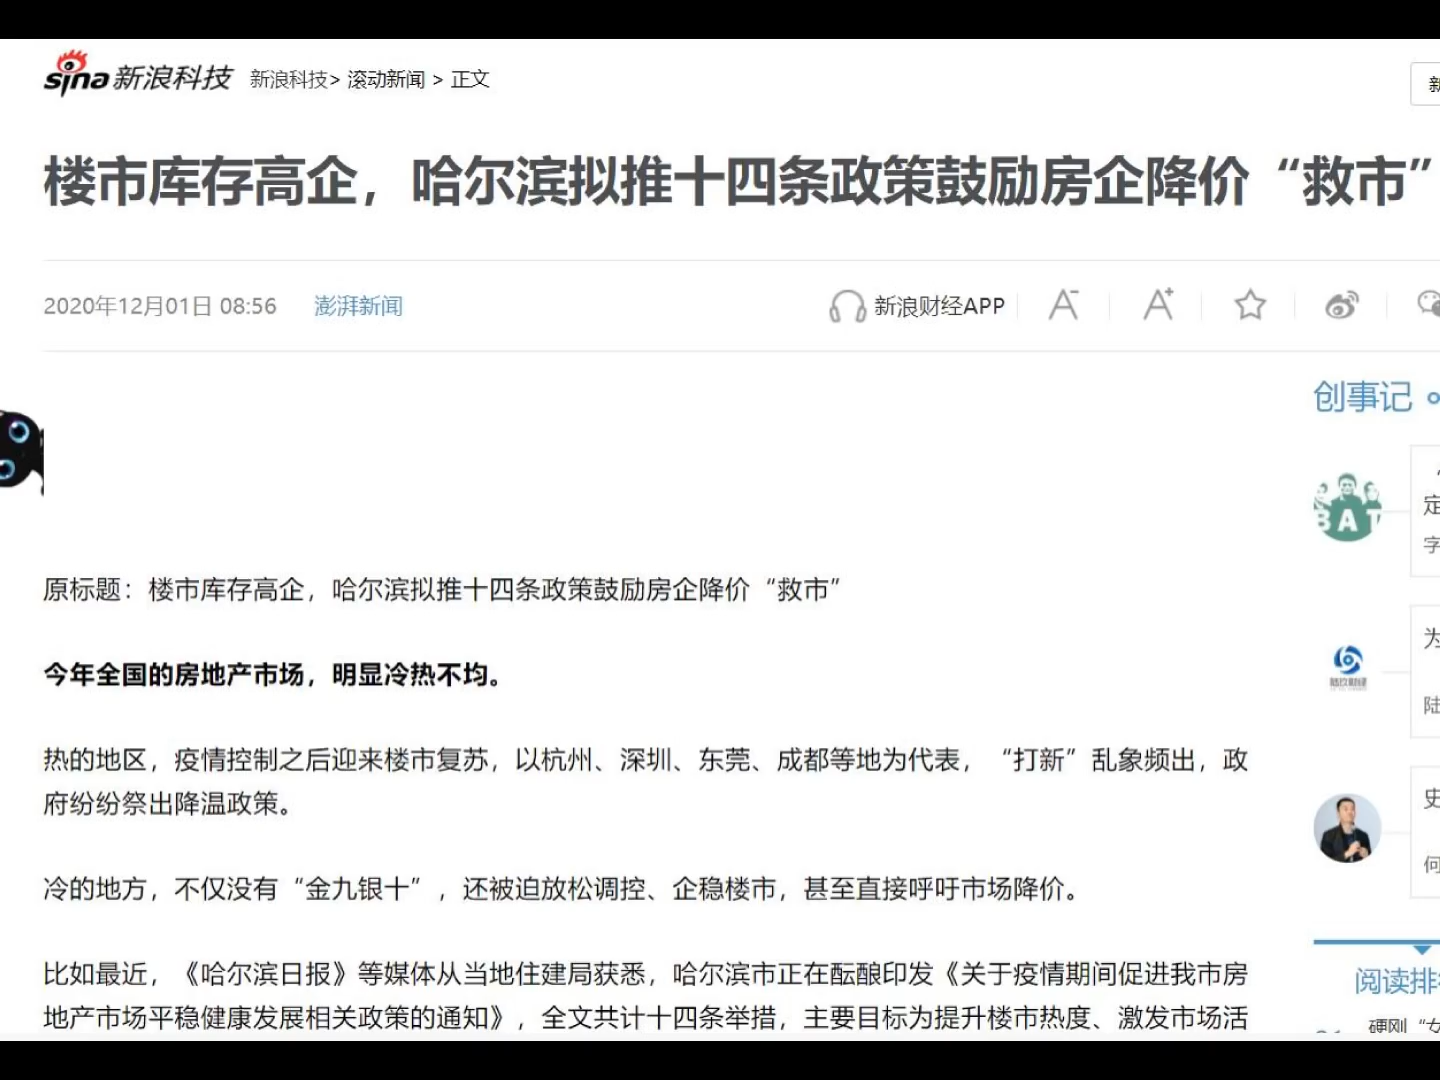 sina新浪科技 新浪科技> 滚动新闻 > 正文
新
楼市库存高企，哈尔滨拟推十四条政策鼓励房企降价“救市”
2020年12月01日 08:56 澎湃新闻 新浪财经APP A- A+
创事记
BAT
定
字
原标题：楼市库存高企，哈尔滨拟推十四条政策鼓励房企降价“救市”
为
今年全国的房地产市场，明显冷热不均。
陆
热的地区，疫情控制之后迎来楼市复苏，以杭州、深圳、东莞、成都等地为代表，“打新”乱象频出，政
府纷纷祭出降温政策。
史
何
冷的地方，不仅没有“金九银十”，还被迫放松调控、企稳楼市，甚至直接呼吁市场降价。
比如最近，《哈尔滨日报》等媒体从当地住建局获悉，哈尔滨市正在酝酿印发《关于疫情期间促进我市房
地产市场平稳健康发展相关政策的通知》，全文共计十四条举措，主要目标为提升楼市热度、激发市场活
阅读排
硬刚“女